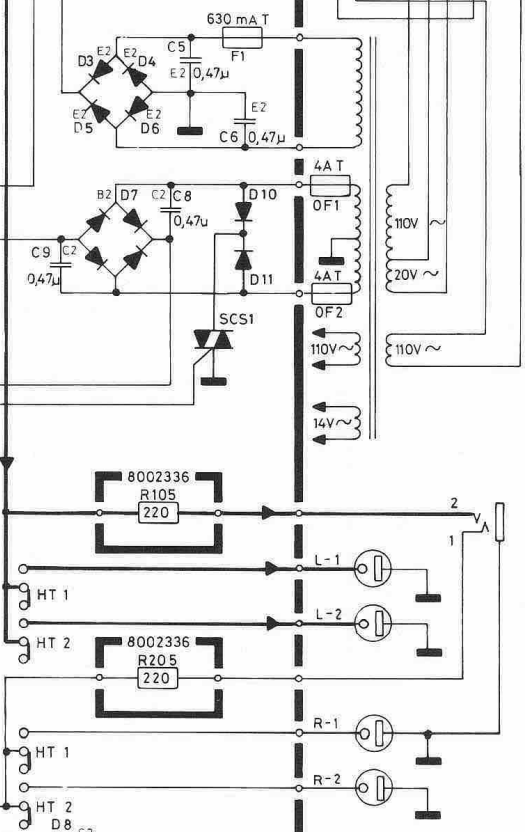 630 mAT
F1
C5
E2 0,47µ
E2
D3
E2
D4
E2
D5
E2
D6
E2
C6 0,47µ
B2 D7
C2 C8
0,47µ
D10
4AT
OF1
C9 C2
0,47µ
D11
4AT
OF2
SCS1
110V ~
20V ~
110V ~
110V ~
14V ~
8002336
R105
220
2
1
L-1
HT 1
L-2
HT 2
8002336
R205
220
R-1
HT 1
R-2
HT 2
D8